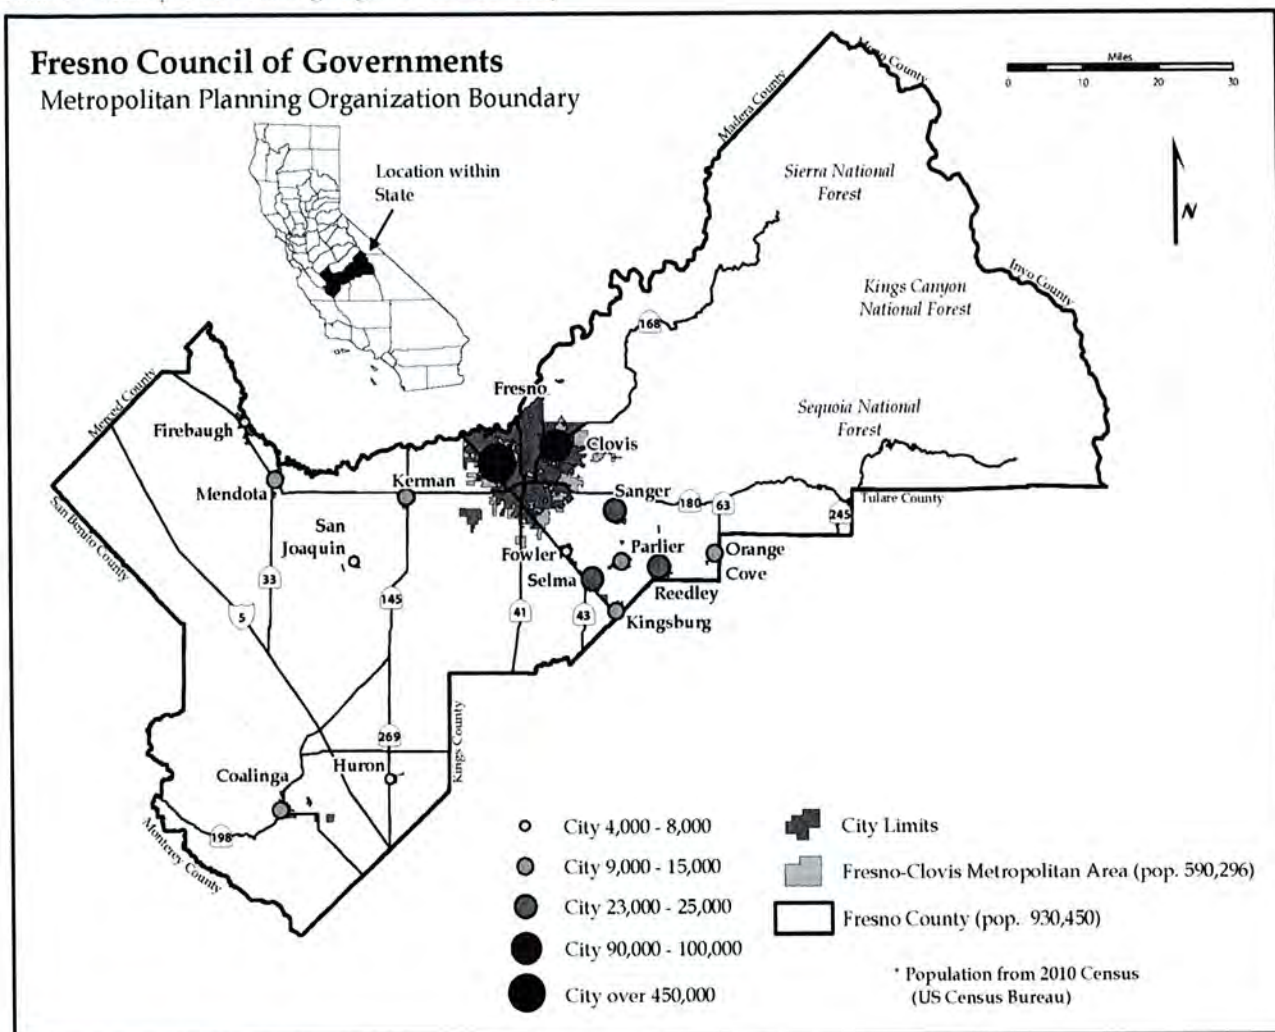 Fresno Council of Governments
Metropolitan Planning Organization Boundary
Miles
0 10 20 30
N
Location within
State
Madera County
Mono County
Inyo County
Sierra National
Forest
Kings Canyon
National Forest
Sequoia National
Forest
168
Merced County
Fresno
Firebaugh
Clovis
Mendota
Kerman
Sanger
180
63
245
Tulare County
San Benito County
San
Joaquin
Fowler
Parlier
Orange
Cove
Selma
Reedley
Kingsburg
33
145
5
41
43
269
Kings County
Coalinga
Huron
198
Monterey County
City 4,000 - 8,000
City 9,000 - 15,000
City 23,000 - 25,000
City 90,000 - 100,000
City over 450,000
City Limits
Fresno-Clovis Metropolitan Area (pop. 590,296)
Fresno County (pop. 930,450)
* Population from 2010 Census
(US Census Bureau)